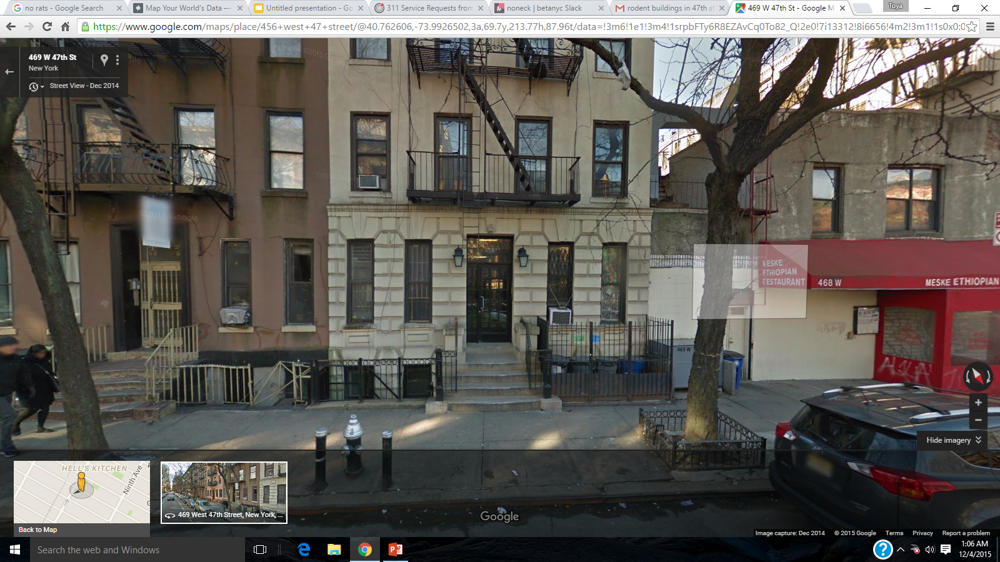 no rats - Google Search
Map Your World's Data —
Untitled presentation - Go
311 Service Requests from
noneck | betanyc Slack
rodent buildings in 47th st
469 W 47th St - Google M
Toya
https://www.google.com/maps/place/456+west+47+street/@40.762606,-73.9926502,3a,69.7y,213.77h,87.96t/data=!3m6!1e1!3m4!1srpbFTy6R8EZAvCq0To82_Q!2e0!7i13312!8i6656!4m2!3m1!1s0x0:0
469 W 47th St
New York
Street View - Dec 2014
©2015 Google
MESKE
ETHIOPIAN
RESTAURANT
468 W
MESKE ETHIOPIAN
468 W
Hide imagery
HELL'S KITCHEN
Ninth Ave
469 West 47th Street, New York, ...
Back to Map
Google
Image capture: Dec 2014
© 2015 Google
Terms
Privacy
Report a problem
Search the web and Windows
1:06 AM
12/4/2015